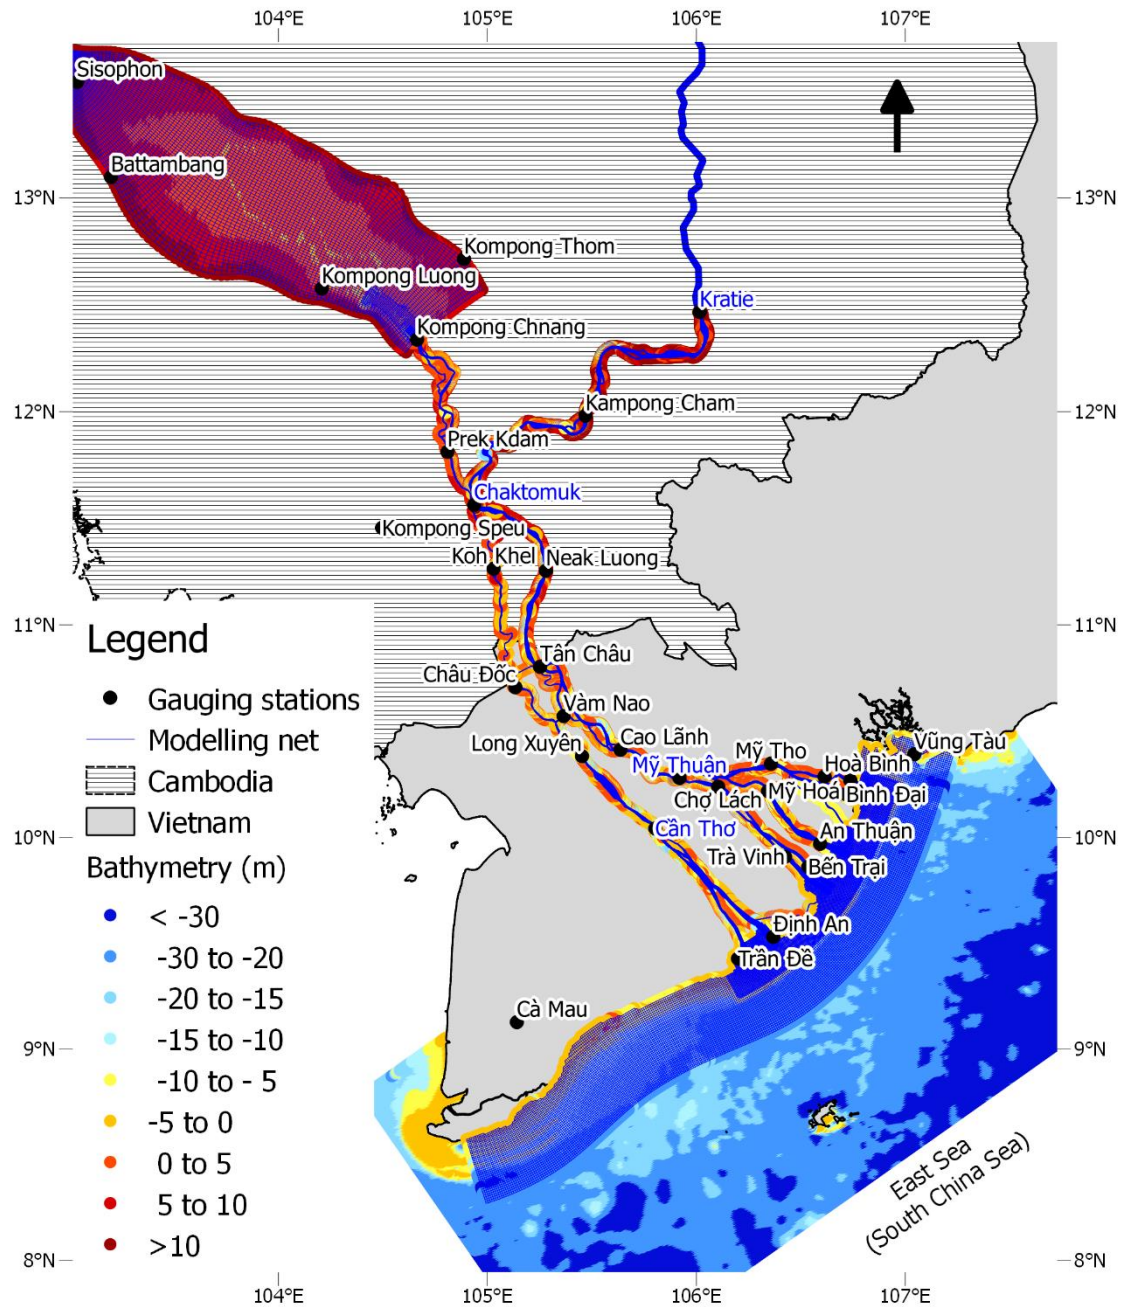 104°E 105°E 106°E 107°E
Sisophon
Battambang
13°N 13°N
Kompong Thom
Kompong Luong
Kratie
Kompong Chnang
12°N 12°N
Kampong Cham
Prek Kdam
Chaktomuk
Kompong Speu
Koh Khel Neak Luong
11°N 11°N
Legend
Gauging stations
Modelling net
Cambodia
Vietnam
Bathymetry (m)
< -30
-30 to -20
-20 to -15
-15 to -10
-10 to - 5
-5 to 0
0 to 5
5 to 10
>10
Tân Châu
Châu Đốc
Vàm Nao
Long Xuyên
Cao Lãnh
Mỹ Thuận
Mỹ Tho
Hoà Bình
Vũng Tàu
Chợ Lách
Mỹ Hoá
Bình Đại
10°N 10°N
Cần Thơ
An Thuận
Trà Vinh
Bến Trại
Định An
Trần Đề
Cà Mau
9°N 9°N
East Sea
(South China Sea)
8°N 8°N
104°E 105°E 106°E 107°E